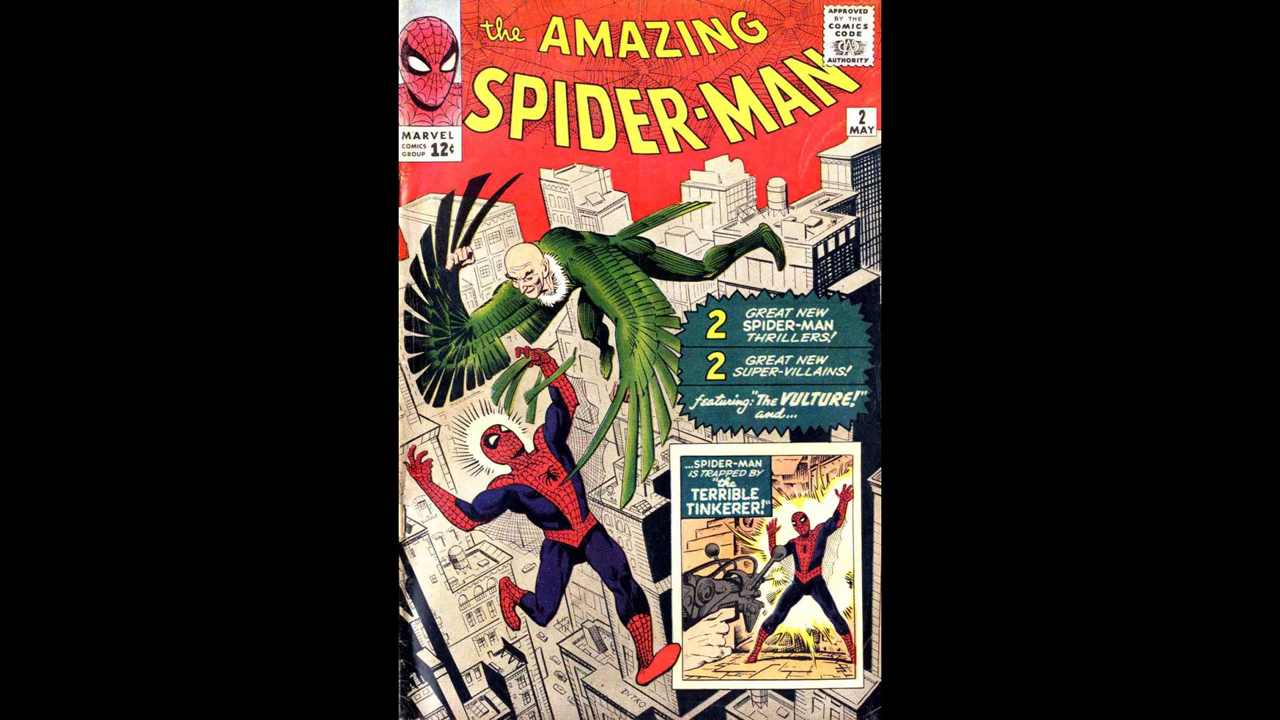 the AMAZING
SPIDER-MAN
APPROVED
BY THE
COMICS
CODE
CA
AUTHORITY
MARVEL
COMICS
GROUP 12¢
2
MAY
2 GREAT NEW
SPIDER-MAN
THRILLERS!
2 GREAT NEW
SUPER-VILLAINS!
featuring: "The VULTURE!"
and...
...SPIDER-MAN
IS TRAPPED BY
"the
TERRIBLE
TINKERER!"
DITKO